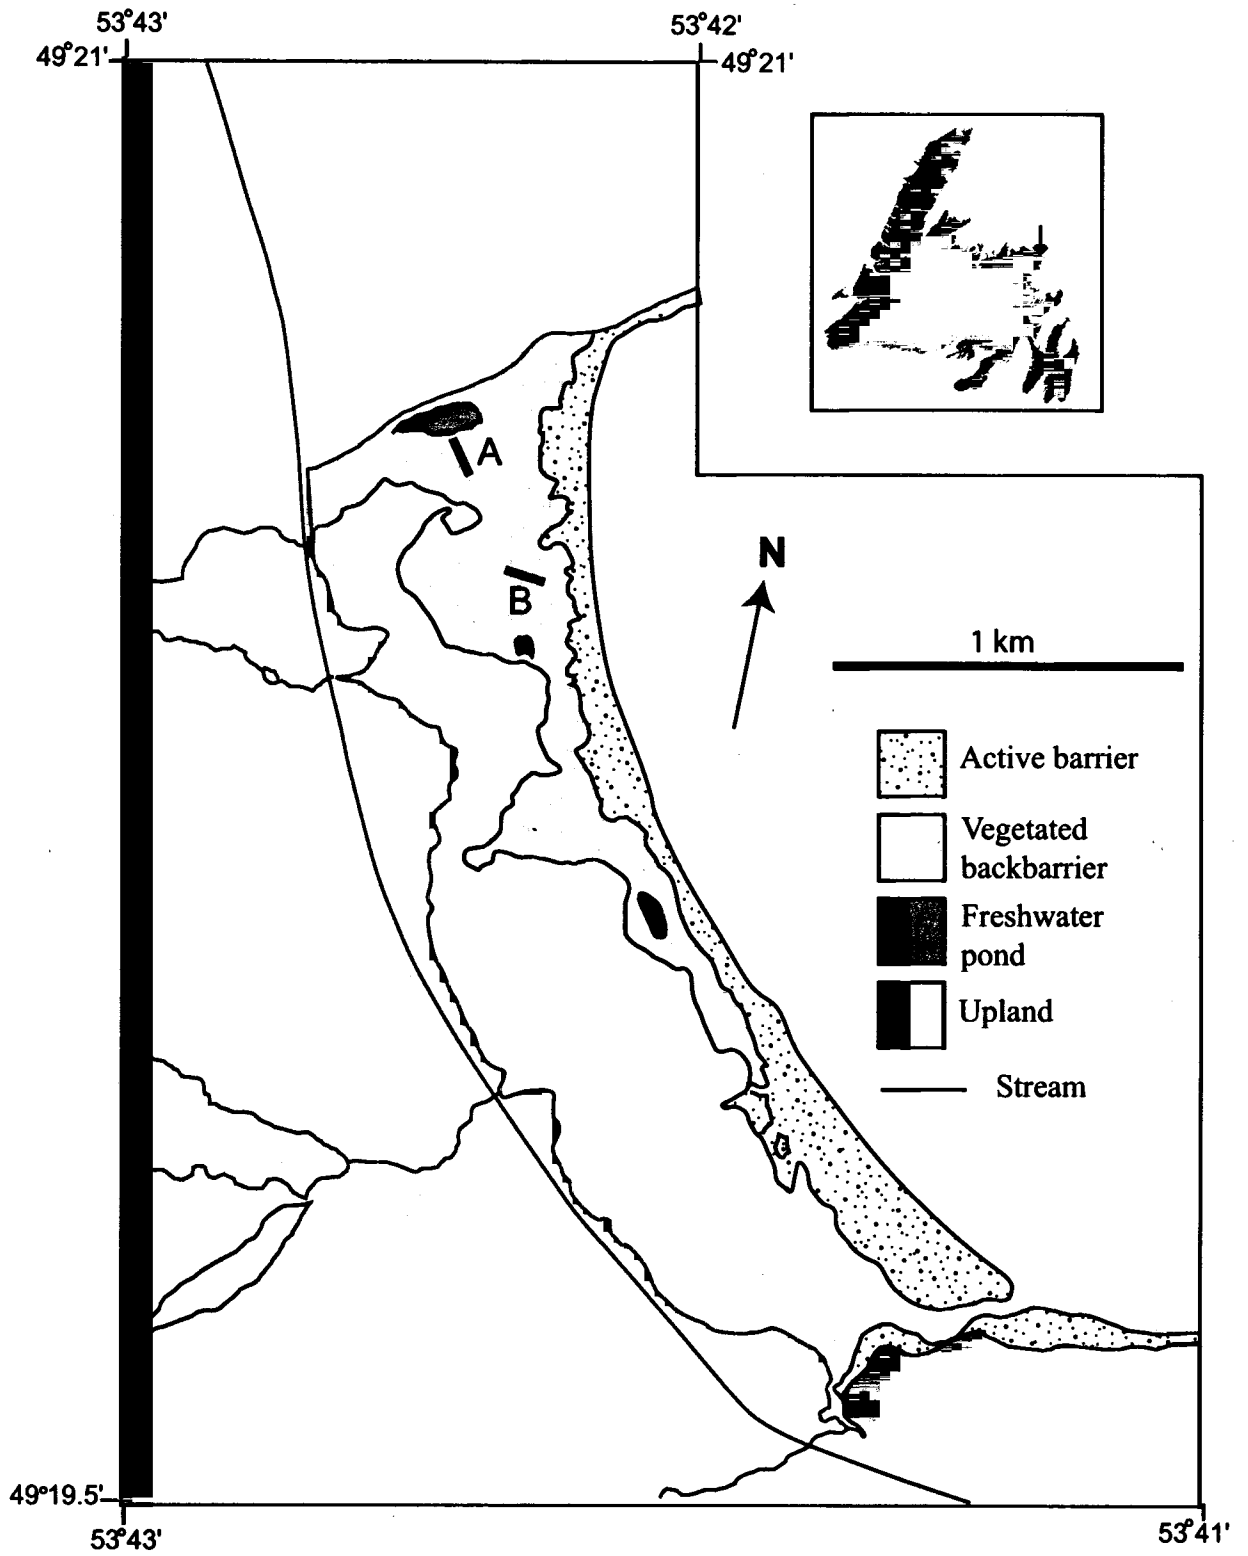 53°43'
53°42'
49°21'
49°21'
A
B
N
1 km
Active barrier
Vegetated
backbarrier
Freshwater
pond
Upland
Stream
49°19.5'
53°43'
53°41'